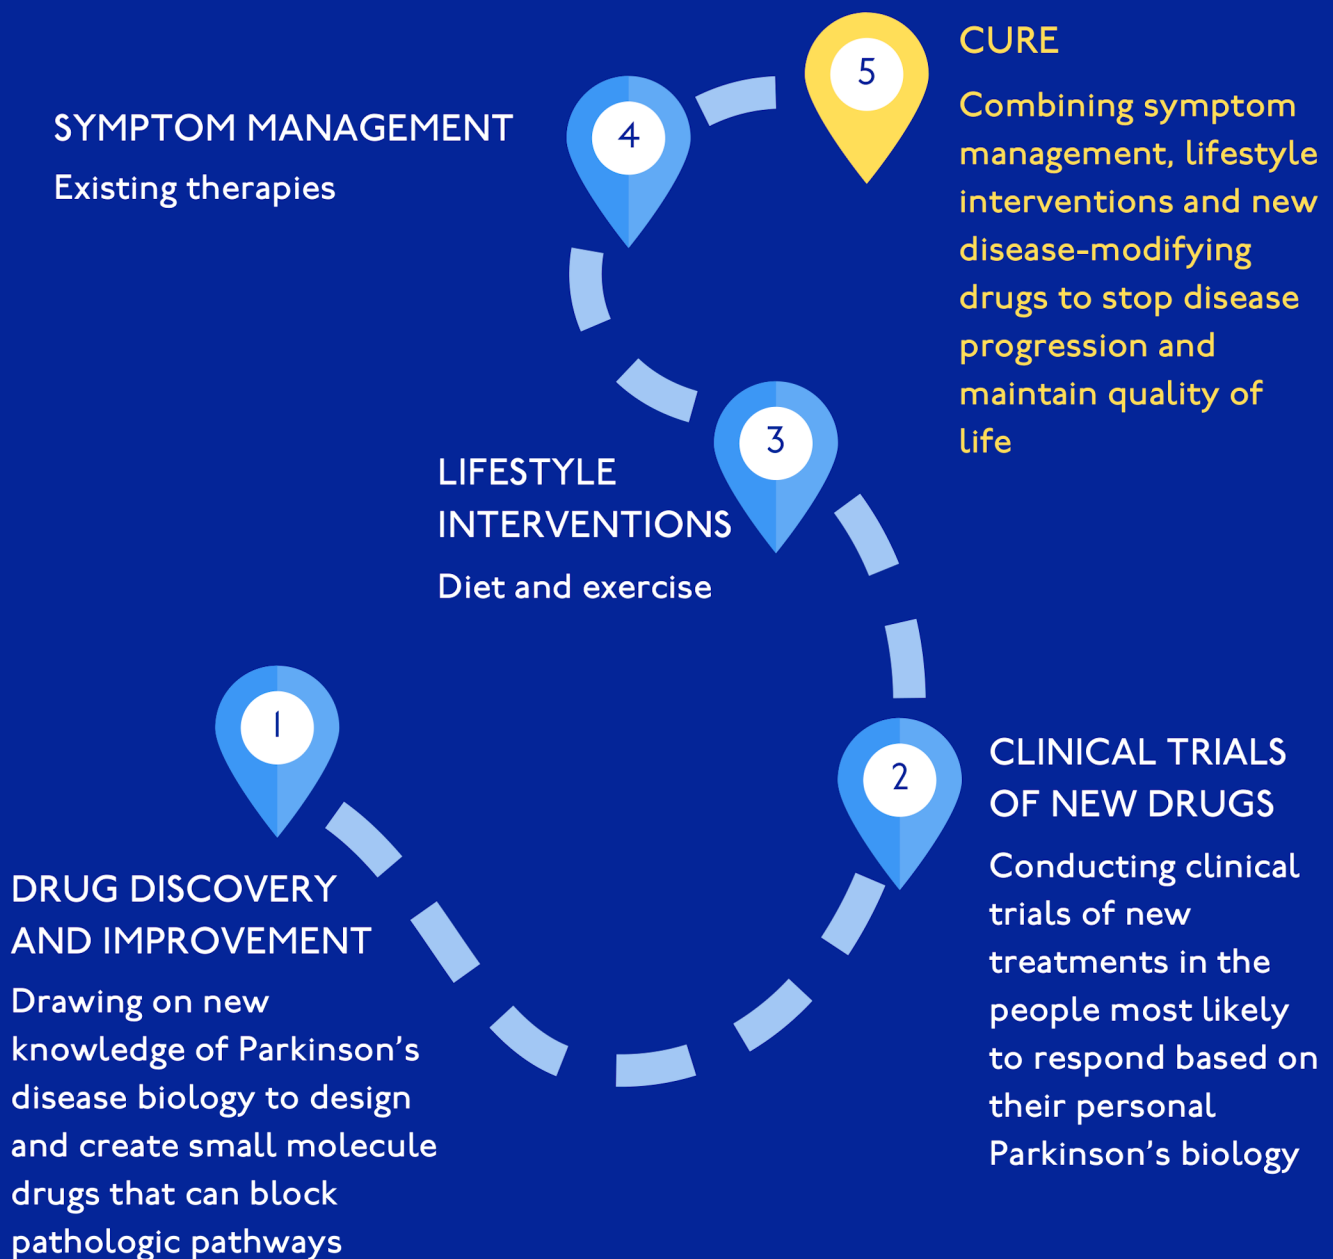 1
DRUG DISCOVERY
AND IMPROVEMENT
Drawing on new
knowledge of Parkinson’s
disease biology to design
and create small molecule
drugs that can block
pathologic pathways
2
CLINICAL TRIALS
OF NEW DRUGS
Conducting clinical
trials of new
treatments in the
people most likely
to respond based on
their personal
Parkinson’s biology
3
LIFESTYLE
INTERVENTIONS
Diet and exercise
4
SYMPTOM MANAGEMENT
Existing therapies
5
CURE
Combining symptom
management, lifestyle
interventions and new
disease-modifying
drugs to stop disease
progression and
maintain quality of
life